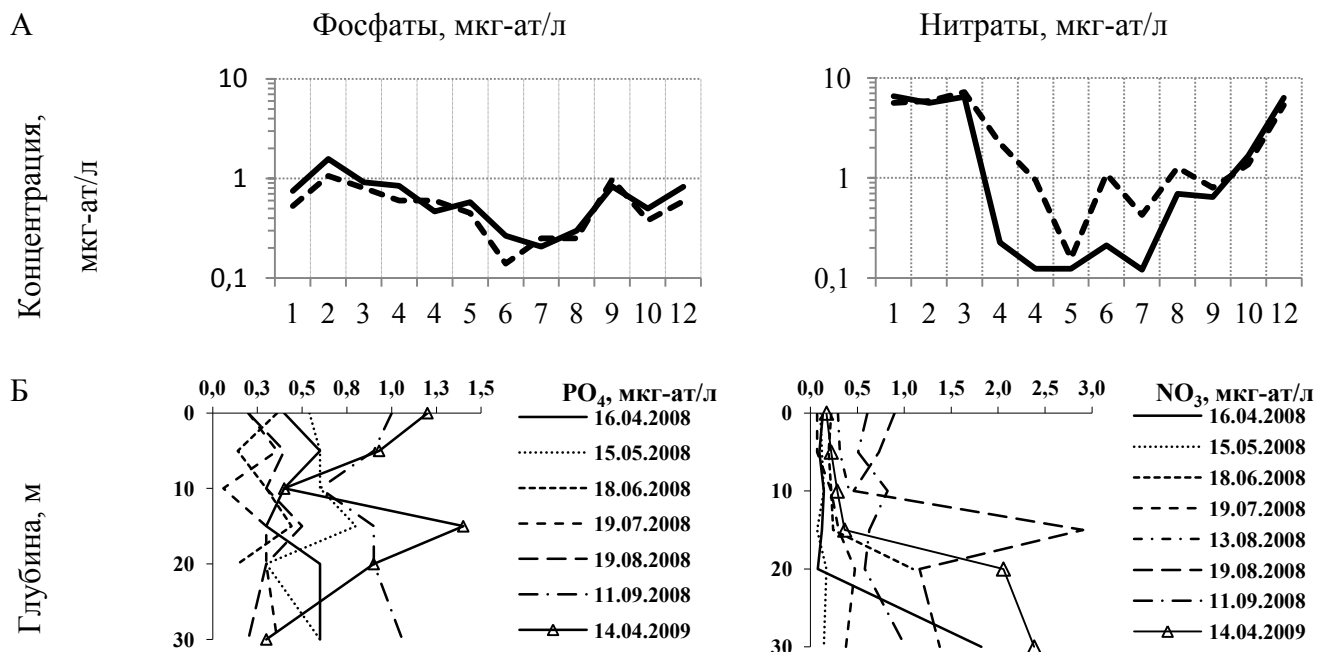 А
Фосфаты, мкг-ат/л
Нитраты, мкг-ат/л
Концентрация,
мкг-ат/л
10
1
0,1
1 2 3 4 4 5 6 7 8 9 10 12
10
1
0,1
1 2 3 4 4 5 6 7 8 9 10 12
Б
Глубина, м
0,0 0,3 0,5 0,8 1,0 1,3 1,5
PO4, мкг-ат/л
0
10
20
30
16.04.2008
15.05.2008
18.06.2008
19.07.2008
19.08.2008
11.09.2008
14.04.2009
0,0 0,5 1,0 1,5 2,0 2,5 3,0
NO3, мкг-ат/л
0
10
20
30
16.04.2008
15.05.2008
18.06.2008
19.07.2008
13.08.2008
19.08.2008
11.09.2008
14.04.2009